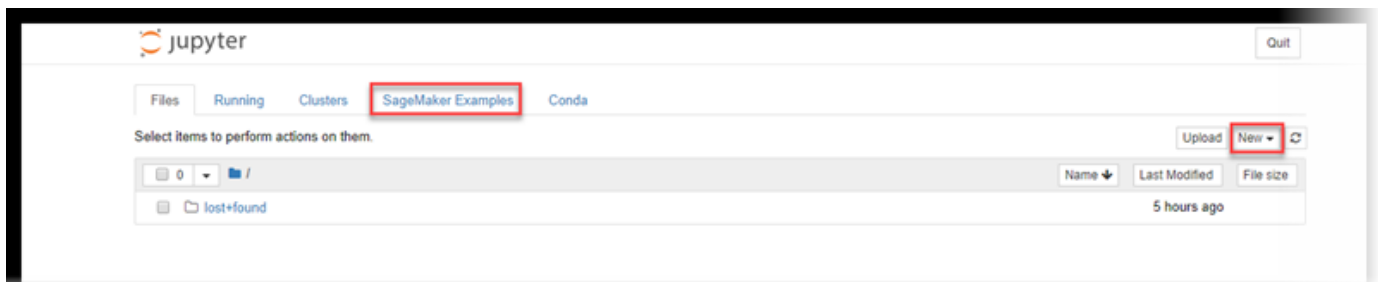 jupyter
Quit
Files Running Clusters SageMaker Examples Conda
Select items to perform actions on them.
Upload New
0 / Name Last Modified File size
lost+found 5 hours ago